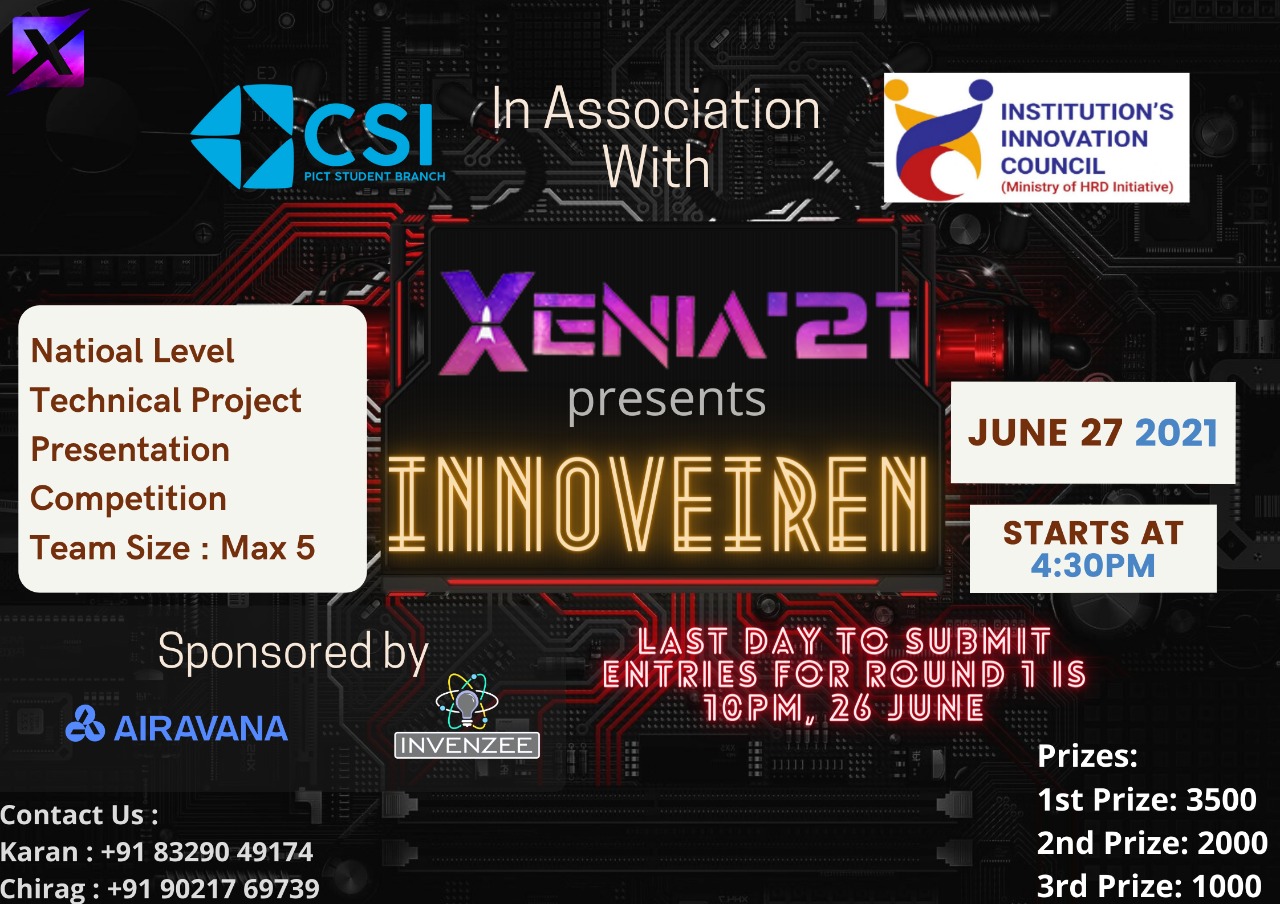 X
CSI
PICT STUDENT BRANCH
In Association
With
INSTITUTION'S
INNOVATION
COUNCIL
(Ministry of HRD Initiative)
XENIA'21
presents
INNOVEIREN
Natioal Level
Technical Project
Presentation
Competition
Team Size : Max 5
JUNE 27 2021
STARTS AT
4:30PM
Sponsored by
AIRAVANA
INVENZEE
LAST DAY TO SUBMIT
ENTRIES FOR ROUND 1 IS
10PM, 26 JUNE
Contact Us :
Karan : +91 83290 49174
Chirag : +91 90217 69739
Prizes:
1st Prize: 3500
2nd Prize: 2000
3rd Prize: 1000